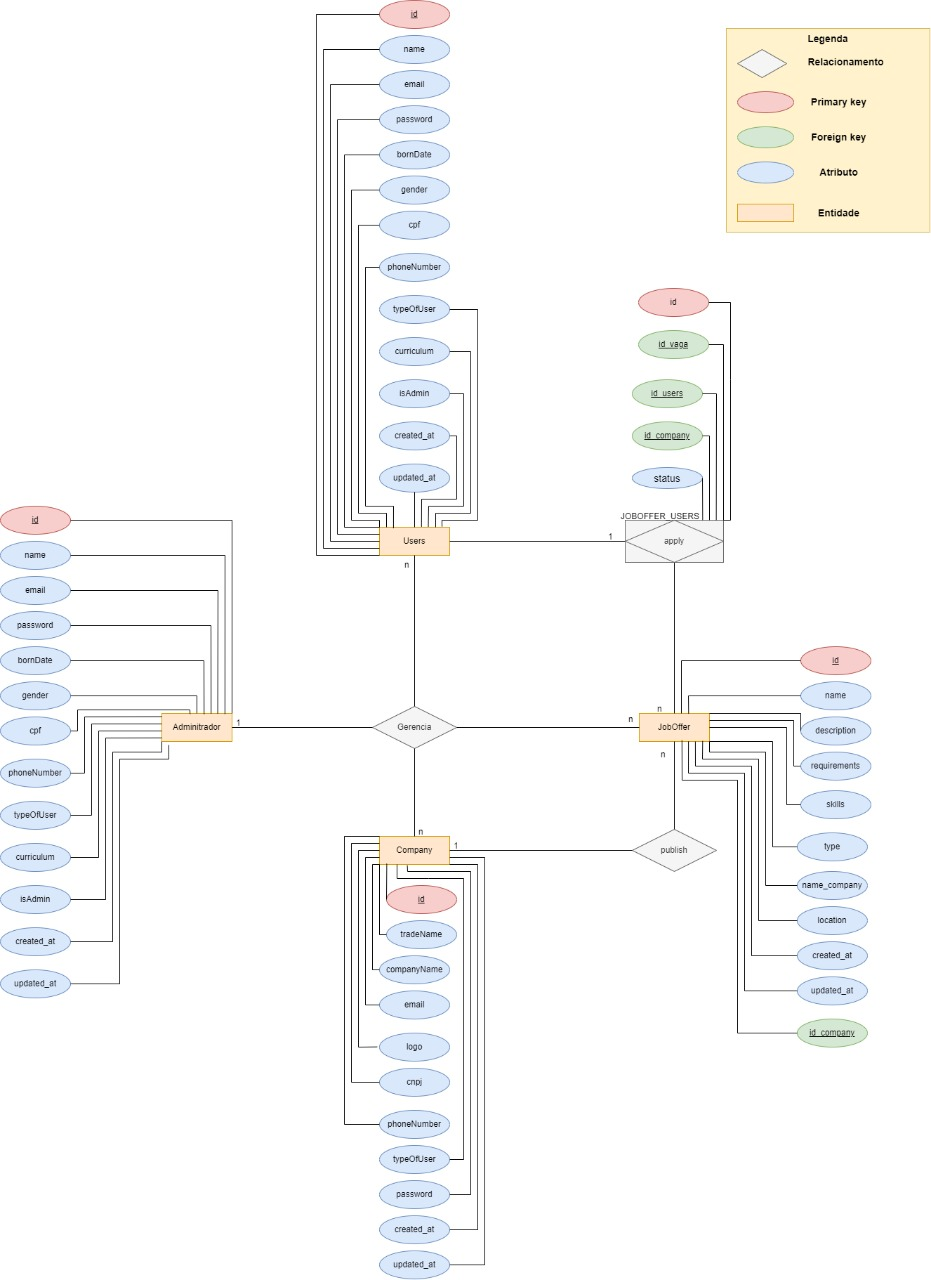 id
name
email
password
bornDate
gender
cpf
phoneNumber
typeOfUser
curriculum
isAdmin
created_at
updated_at
Users
1
n
Legenda
Relacionamento
Primary key
Foreign key
Atributo
Entidade
id
id_vaga
id_users
id_company
status
JOBOFFER_USERS
apply
id
name
email
password
bornDate
gender
cpf
phoneNumber
typeOfUser
curriculum
isAdmin
created_at
updated_at
Adminitrador
1
Gerencia
n
n
JobOffer
n
id
name
description
requirements
skills
type
name_company
location
created_at
updated_at
id_company
n
Company
1
publish
id
tradeName
companyName
email
logo
cnpj
phoneNumber
typeOfUser
password
created_at
updated_at